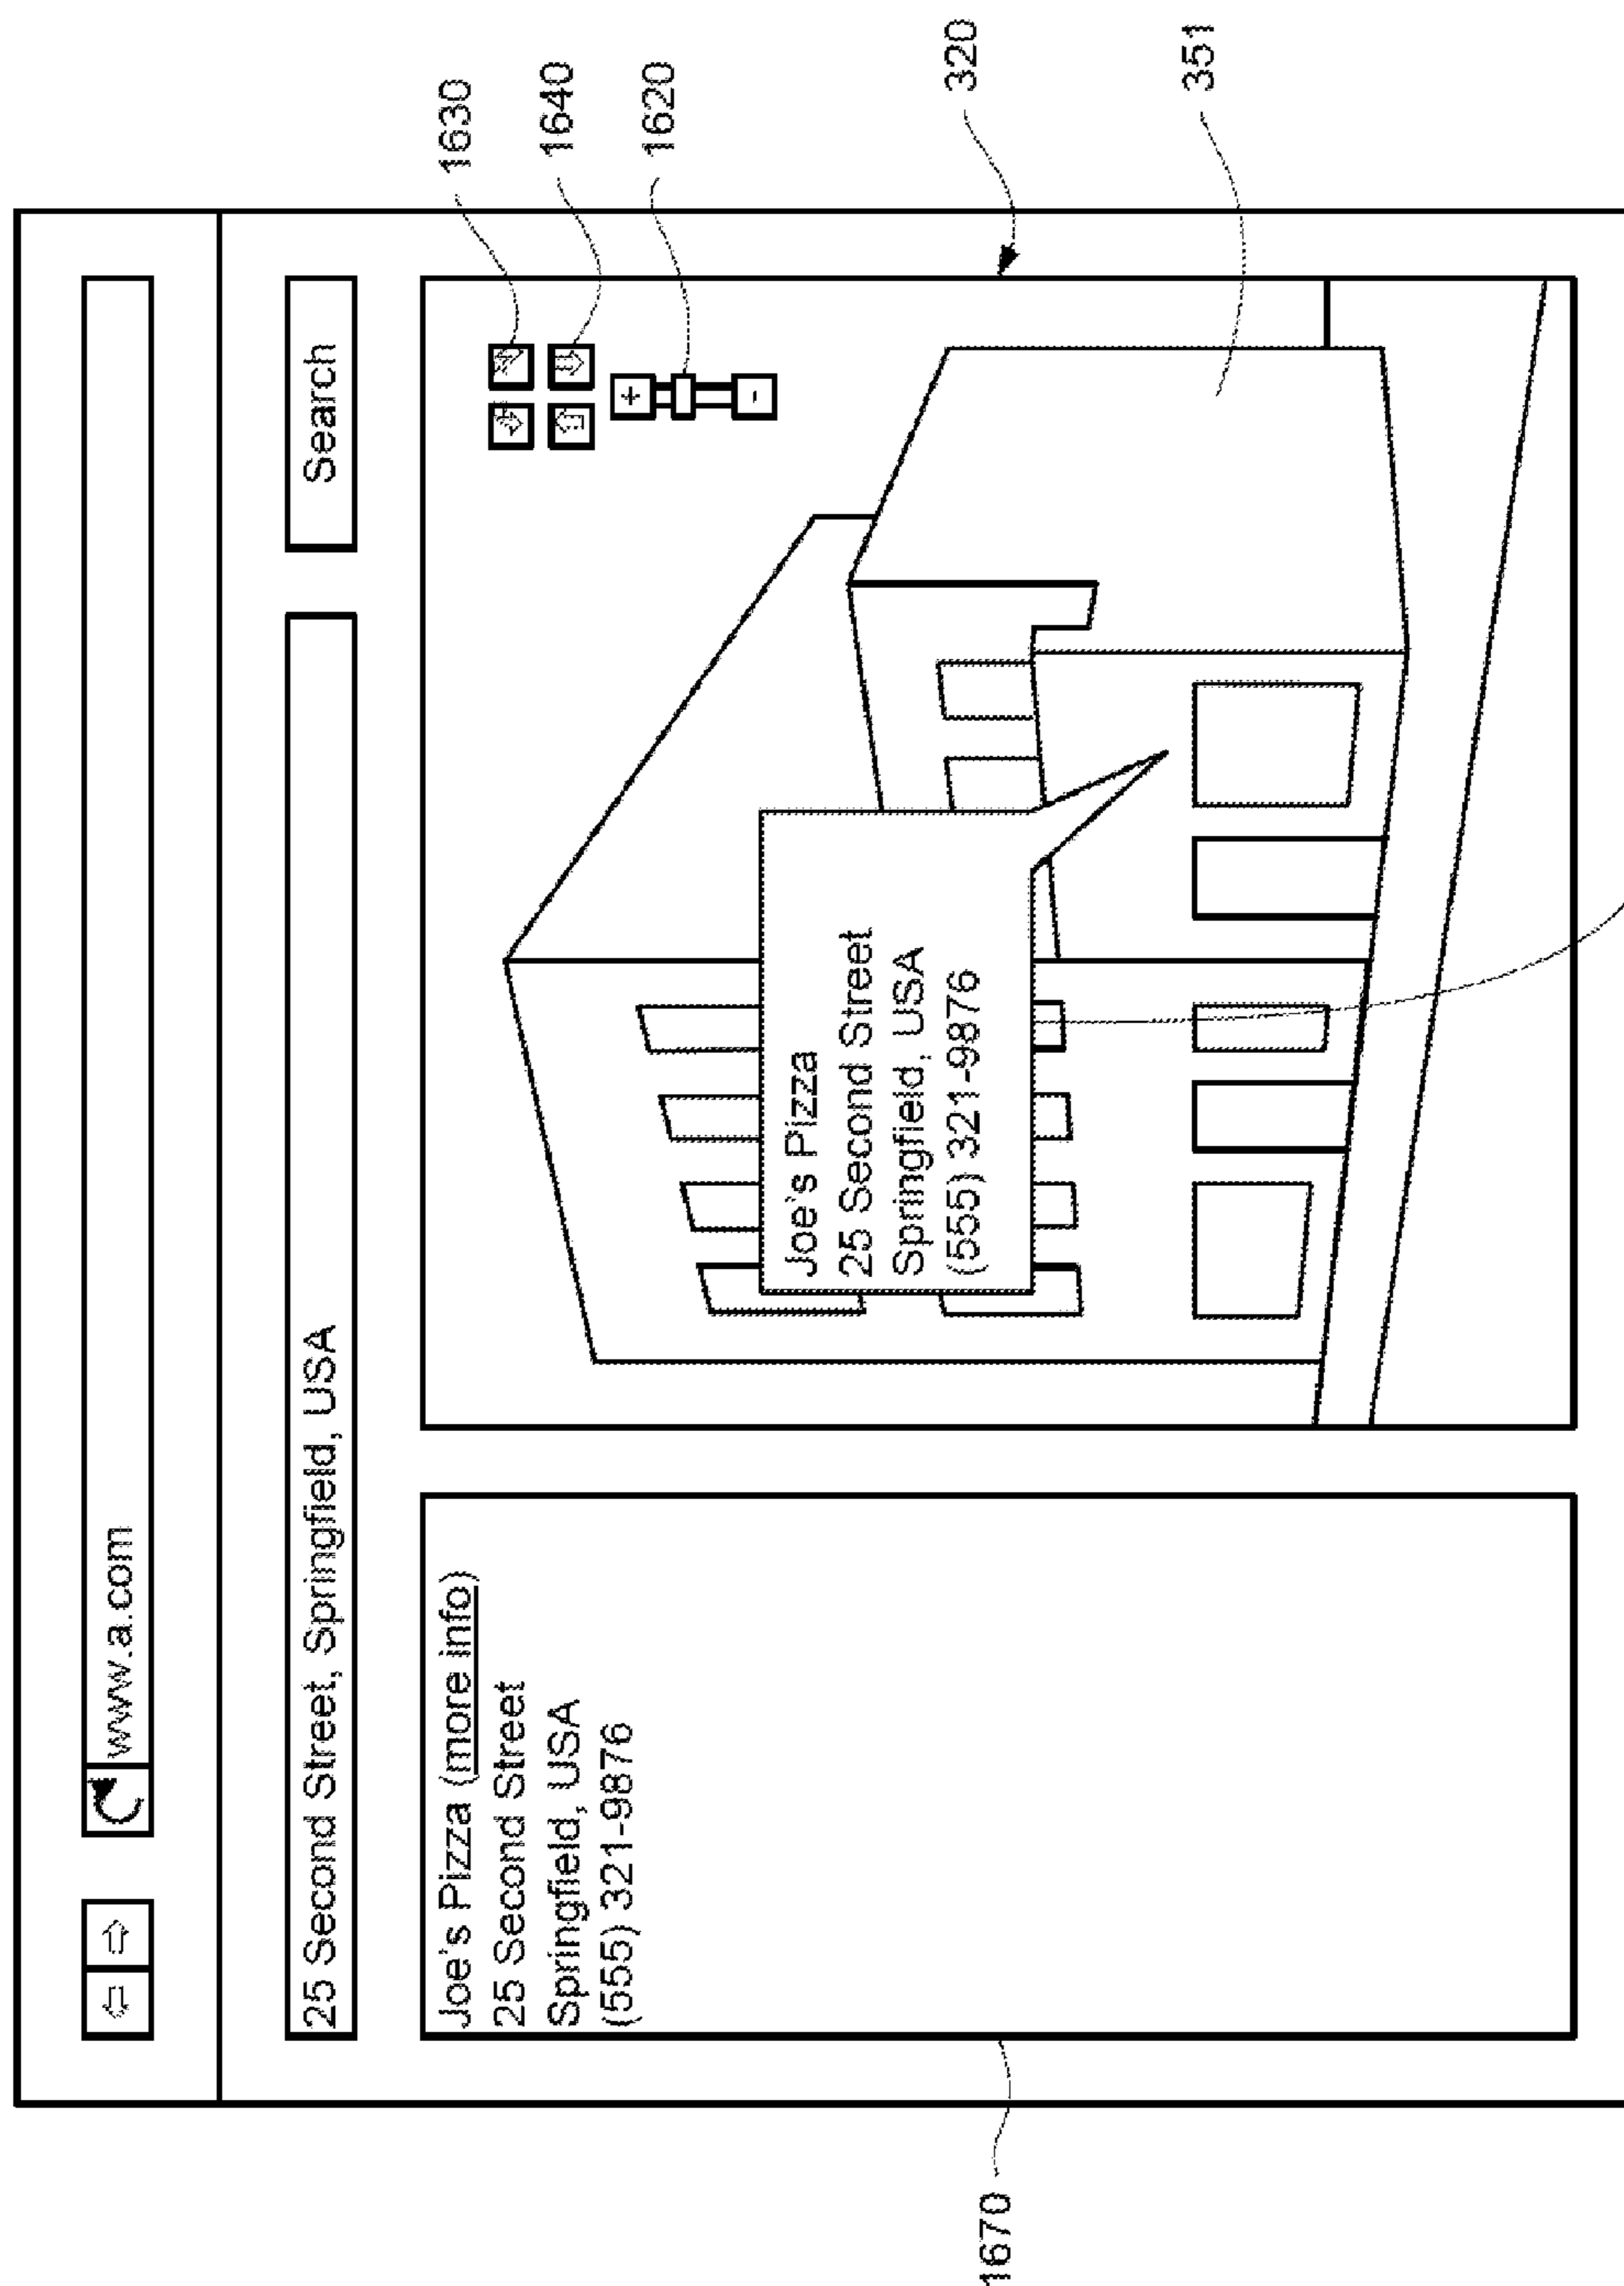 www.a.com
25 Second Street, Springfield, USA
Search
Joe's Pizza (more info)
25 Second Street
Springfield, USA
(555) 321-9876
Joe's Pizza
25 Second Street
Springfield, USA
(555) 321-9876
+
-
1630
1640
1620
320
351
1670